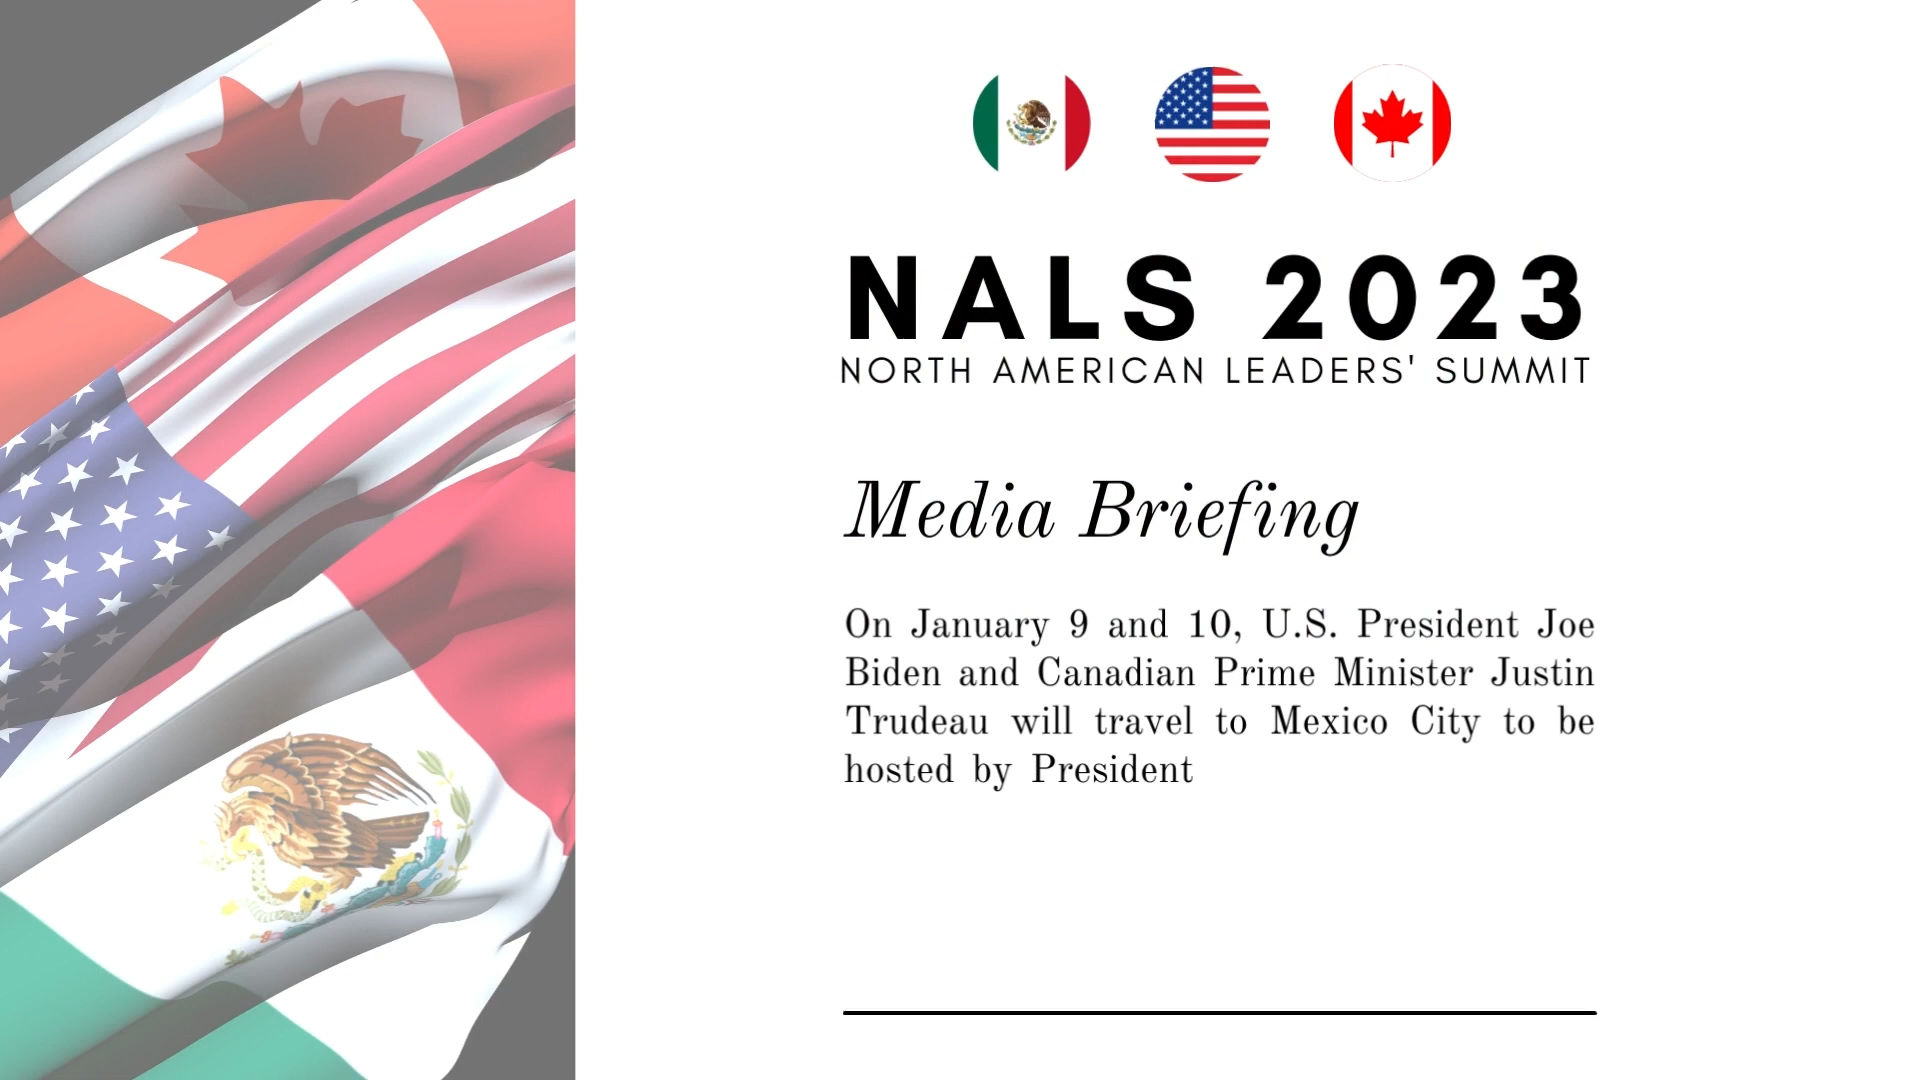 NALS 2023
NORTH AMERICAN LEADERS' SUMMIT
Media Briefing
On January 9 and 10, U.S. President Joe
Biden and Canadian Prime Minister Justin
Trudeau will travel to Mexico City to be
hosted by President